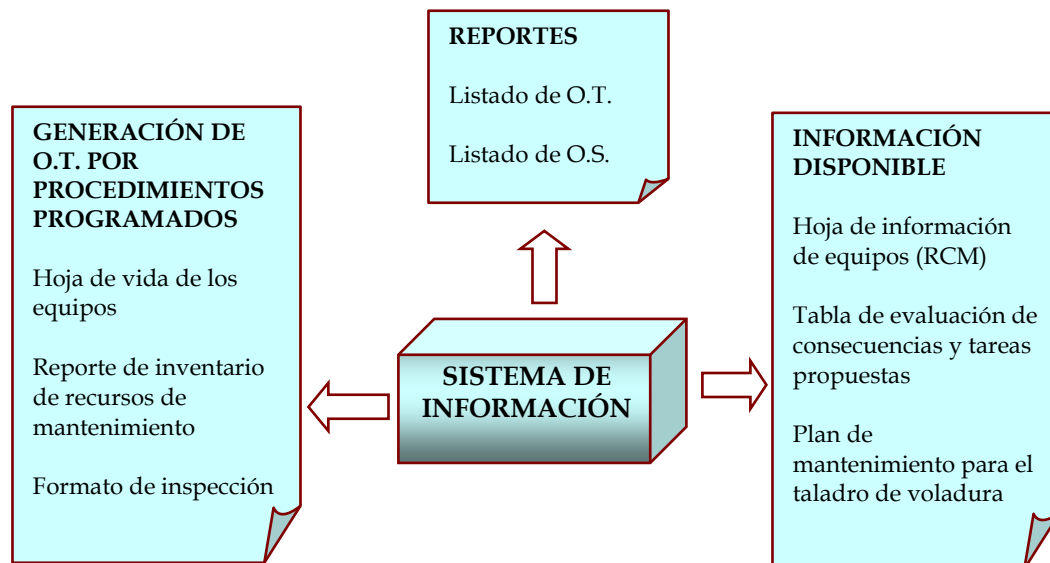 REPORTES
Listado de O.T.
Listado de O.S.
GENERACIÓN DE
O.T. POR
PROCEDIMIENTOS
PROGRAMADOS
Hoja de vida de los
equipos
Reporte de inventario
de recursos de
mantenimiento
Formato de inspección
SISTEMA DE
INFORMACIÓN
INFORMACIÓN
DISPONIBLE
Hoja de información
de equipos (RCM)
Tabla de evaluación de
consecuencias y tareas
propuestas
Plan de
mantenimiento para el
taladro de voladura